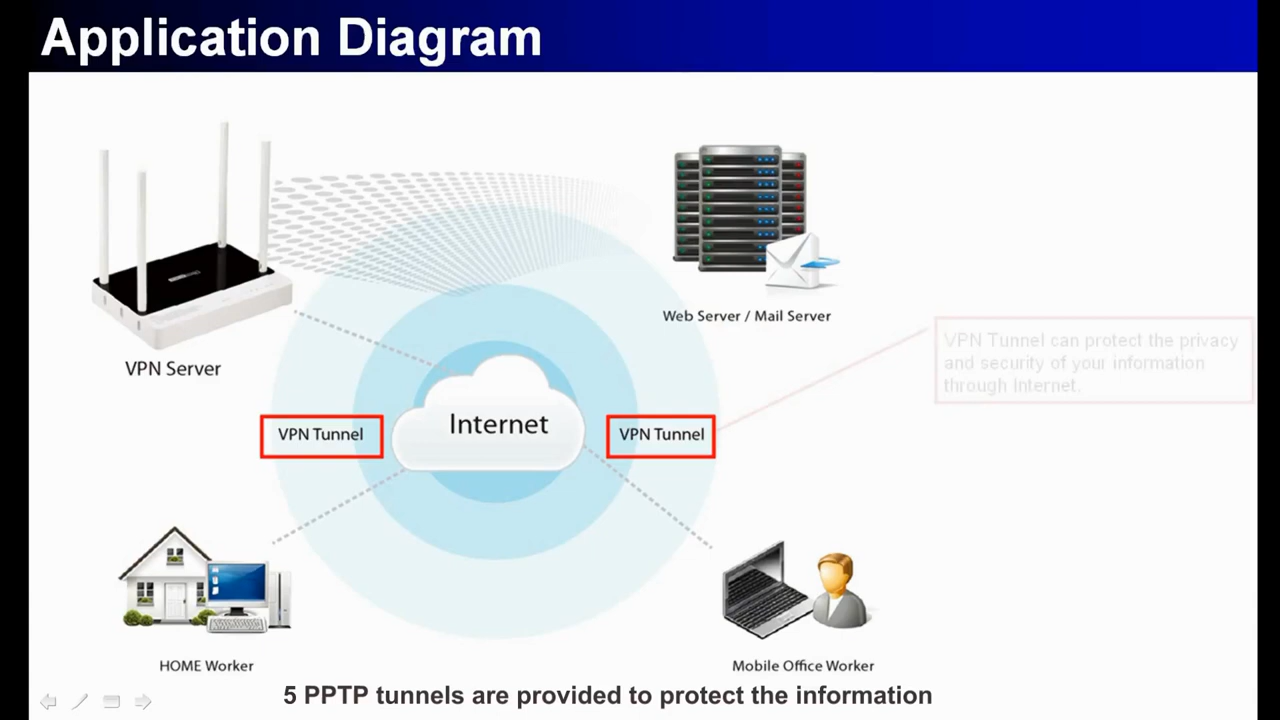 Application Diagram
Web Server / Mail Server
VPN Server
VPN Tunnel can protect the privacy
and security of your information
through Internet.
Internet
VPN Tunnel
VPN Tunnel
HOME Worker
Mobile Office Worker
5 PPTP tunnels are provided to protect the information